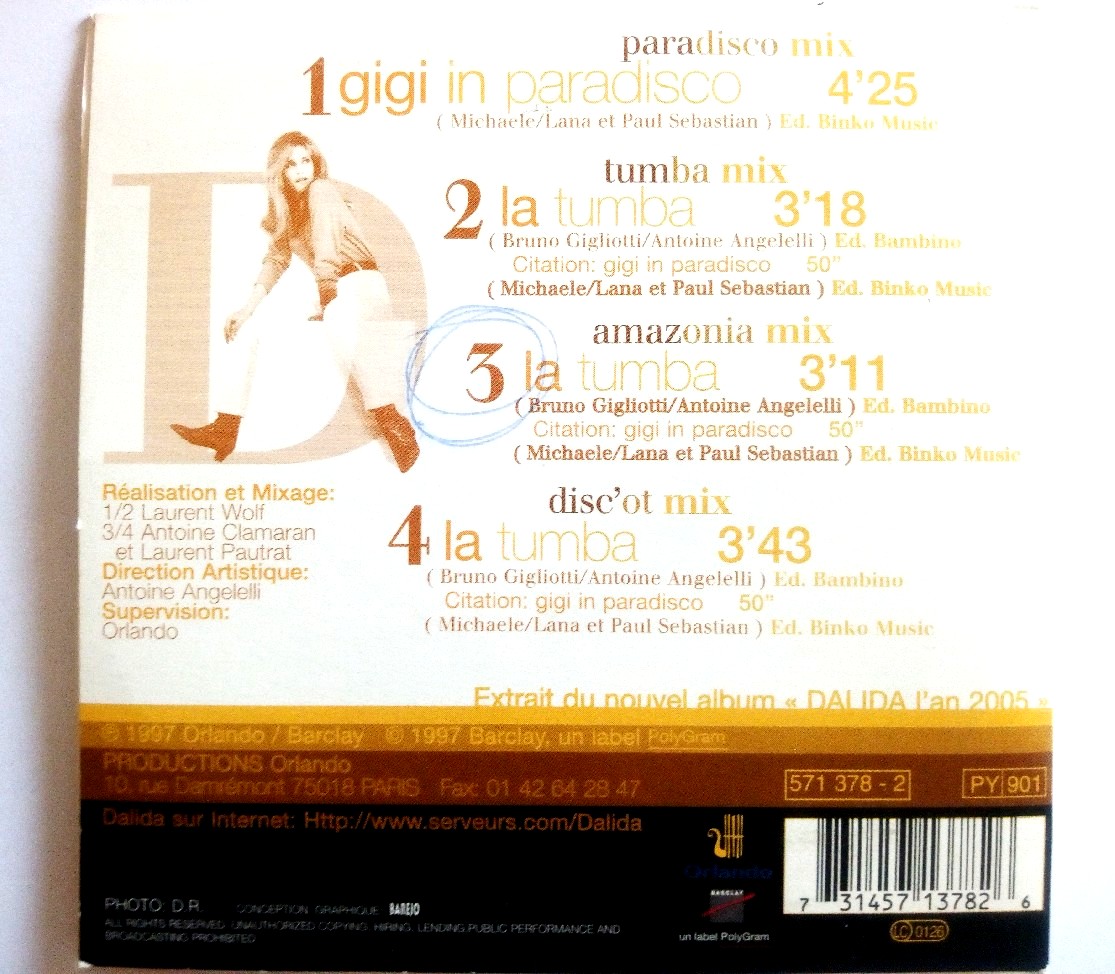 paradisco mix
1 gigi in paradisco 4'25
( Michaele/Lana et Paul Sebastian ) Ed. Binko Music
tumba mix
2 la tumba 3'18
( Bruno Gigliotti/Antoine Angelelli ) Ed. Bambino
Citation: gigi in paradisco 50"
( Michaele/Lana et Paul Sebastian ) Ed. Binko Music
amazonia mix
3 la tumba 3'11
( Bruno Gigliotti/Antoine Angelelli ) Ed. Bambino
Citation: gigi in paradisco 50"
( Michaele/Lana et Paul Sebastian ) Ed. Binko Music
disc'ot mix
4 la tumba 3'43
( Bruno Gigliotti/Antoine Angelelli ) Ed. Bambino
Citation: gigi in paradisco 50"
( Michaele/Lana et Paul Sebastian ) Ed. Binko Music
D
Réalisation et Mixage:
1/2 Laurent Wolf
3/4 Antoine Clamaran
et Laurent Pautrat
Direction Artistique:
Antoine Angelelli
Supervision:
Orlando
Extrait du nouvel album « DALIDA l'an 2005 »
℗ 1997 Orlando / Barclay © 1997 Barclay, un label PolyGram
PRODUCTIONS Orlando
10, rue Damrémont 75018 PARIS Fax: 01 42 64 28 47
571 378 - 2 PY 901
Dalida sur Internet: Http://www.serveurs.com/Dalida
Orlando
BARCLAY
un label PolyGram
7 31457 13782 6
LC 0126
PHOTO: D.R. CONCEPTION GRAPHIQUE BANEJO
ALL RIGHTS RESERVED. UNAUTHORIZED COPYING, HIRING, LENDING PUBLIC PERFORMANCE AND
BROADCASTING PROHIBITED